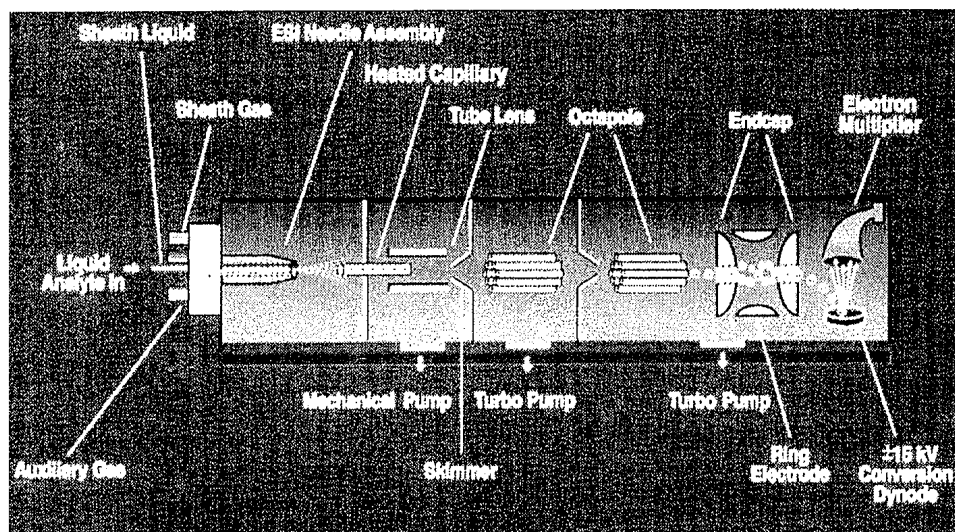 Sheath Liquid
ESI Needle Assembly
Heated Capillary
Sheath Gas
Tube Lens
Octapole
Endcap
Electron
Multiplier
Liquid
Analyte In
Mechanical Pump
Turbo Pump
Turbo Pump
Auxiliary Gas
Skimmer
Ring
Electrode
±15 kV
Conversion
Dynode